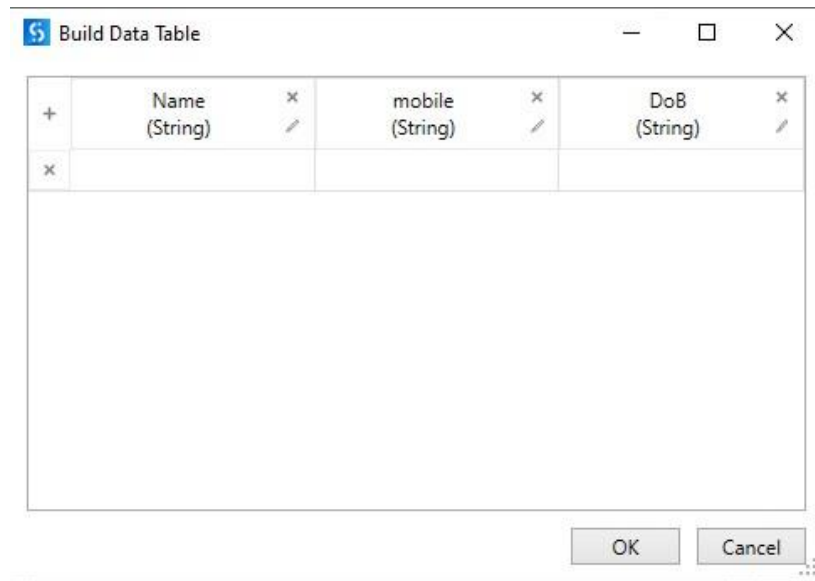 Build Data Table
Name
(String)
mobile
(String)
DoB
(String)
OK
Cancel